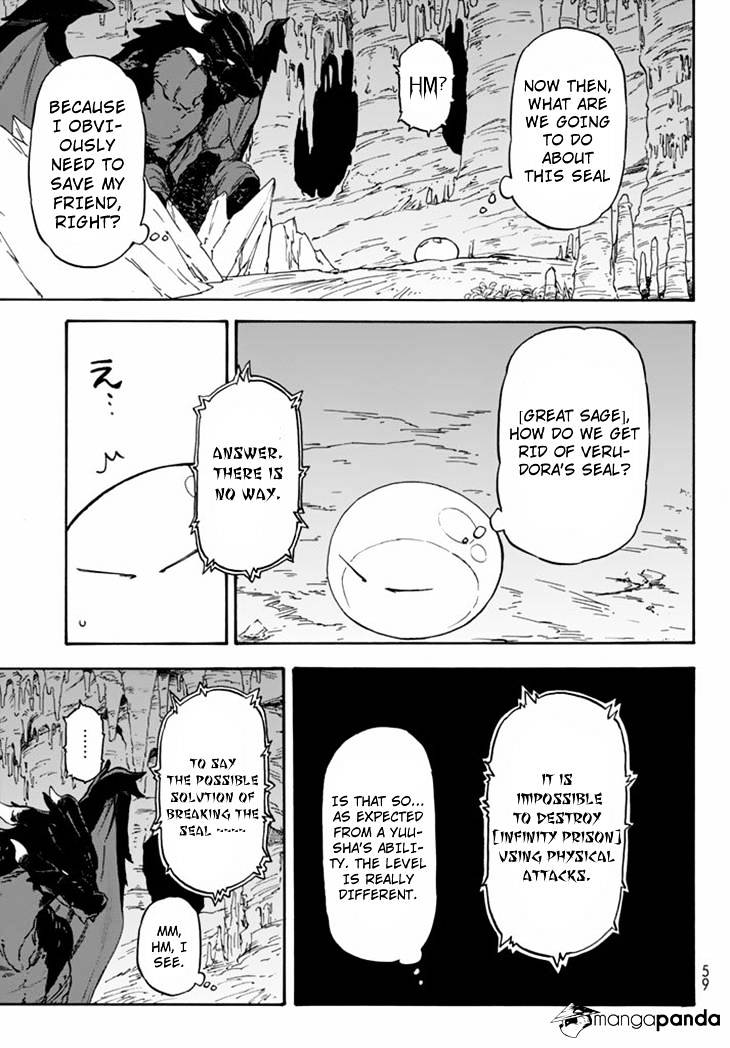 NOW THEN,
WHAT ARE
WE GOING
TO DO
ABOUT
THIS SEAL
HM?
BECAUSE
I OBVI-
OUSLY
NEED TO
SAVE MY
FRIEND,
RIGHT?
[GREAT SAGE],
HOW DO WE GET
RID OF VERU-
DORA'S SEAL?
ANSWER.
THERE IS
NO WAY.
え…
IT IS
IMPOSSIBLE
TO DESTROY
[INFINITY PRISON]
USING PHYSICAL
ATTACKS.
IS THAT SO...
AS EXPECTED
FROM A YUU-
SHA'S ABIL-
ITY. THE LEVEL
IS REALLY
DIFFERENT.
TO SAY
THE POSSIBLE
SOLUTION OF
BREAKING THE
SEAL ~~~~
......
MM,
HM, I
SEE.
59
mangapanda